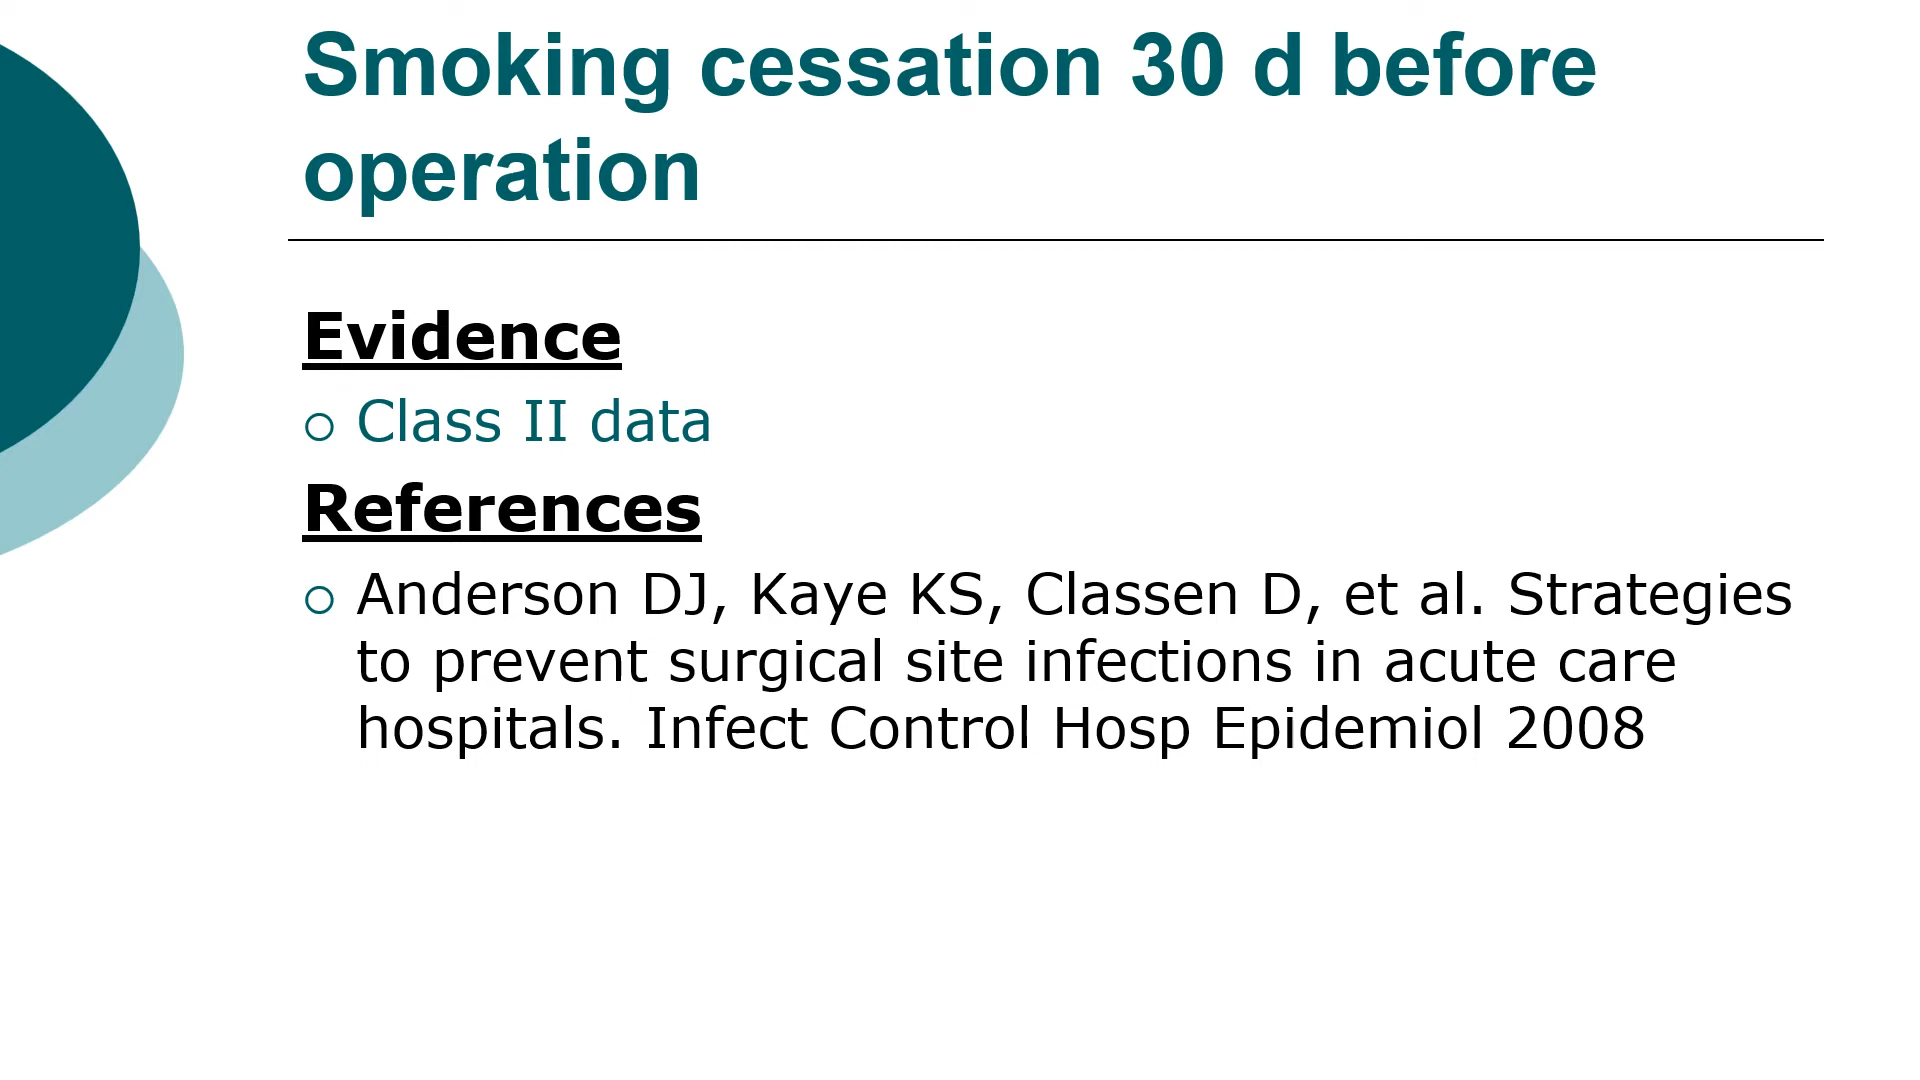 Smoking cessation 30 d before
operation
Evidence
Class II data
References
Anderson DJ, Kaye KS, Classen D, et al. Strategies
to prevent surgical site infections in acute care
hospitals. Infect Control Hosp Epidemiol 2008